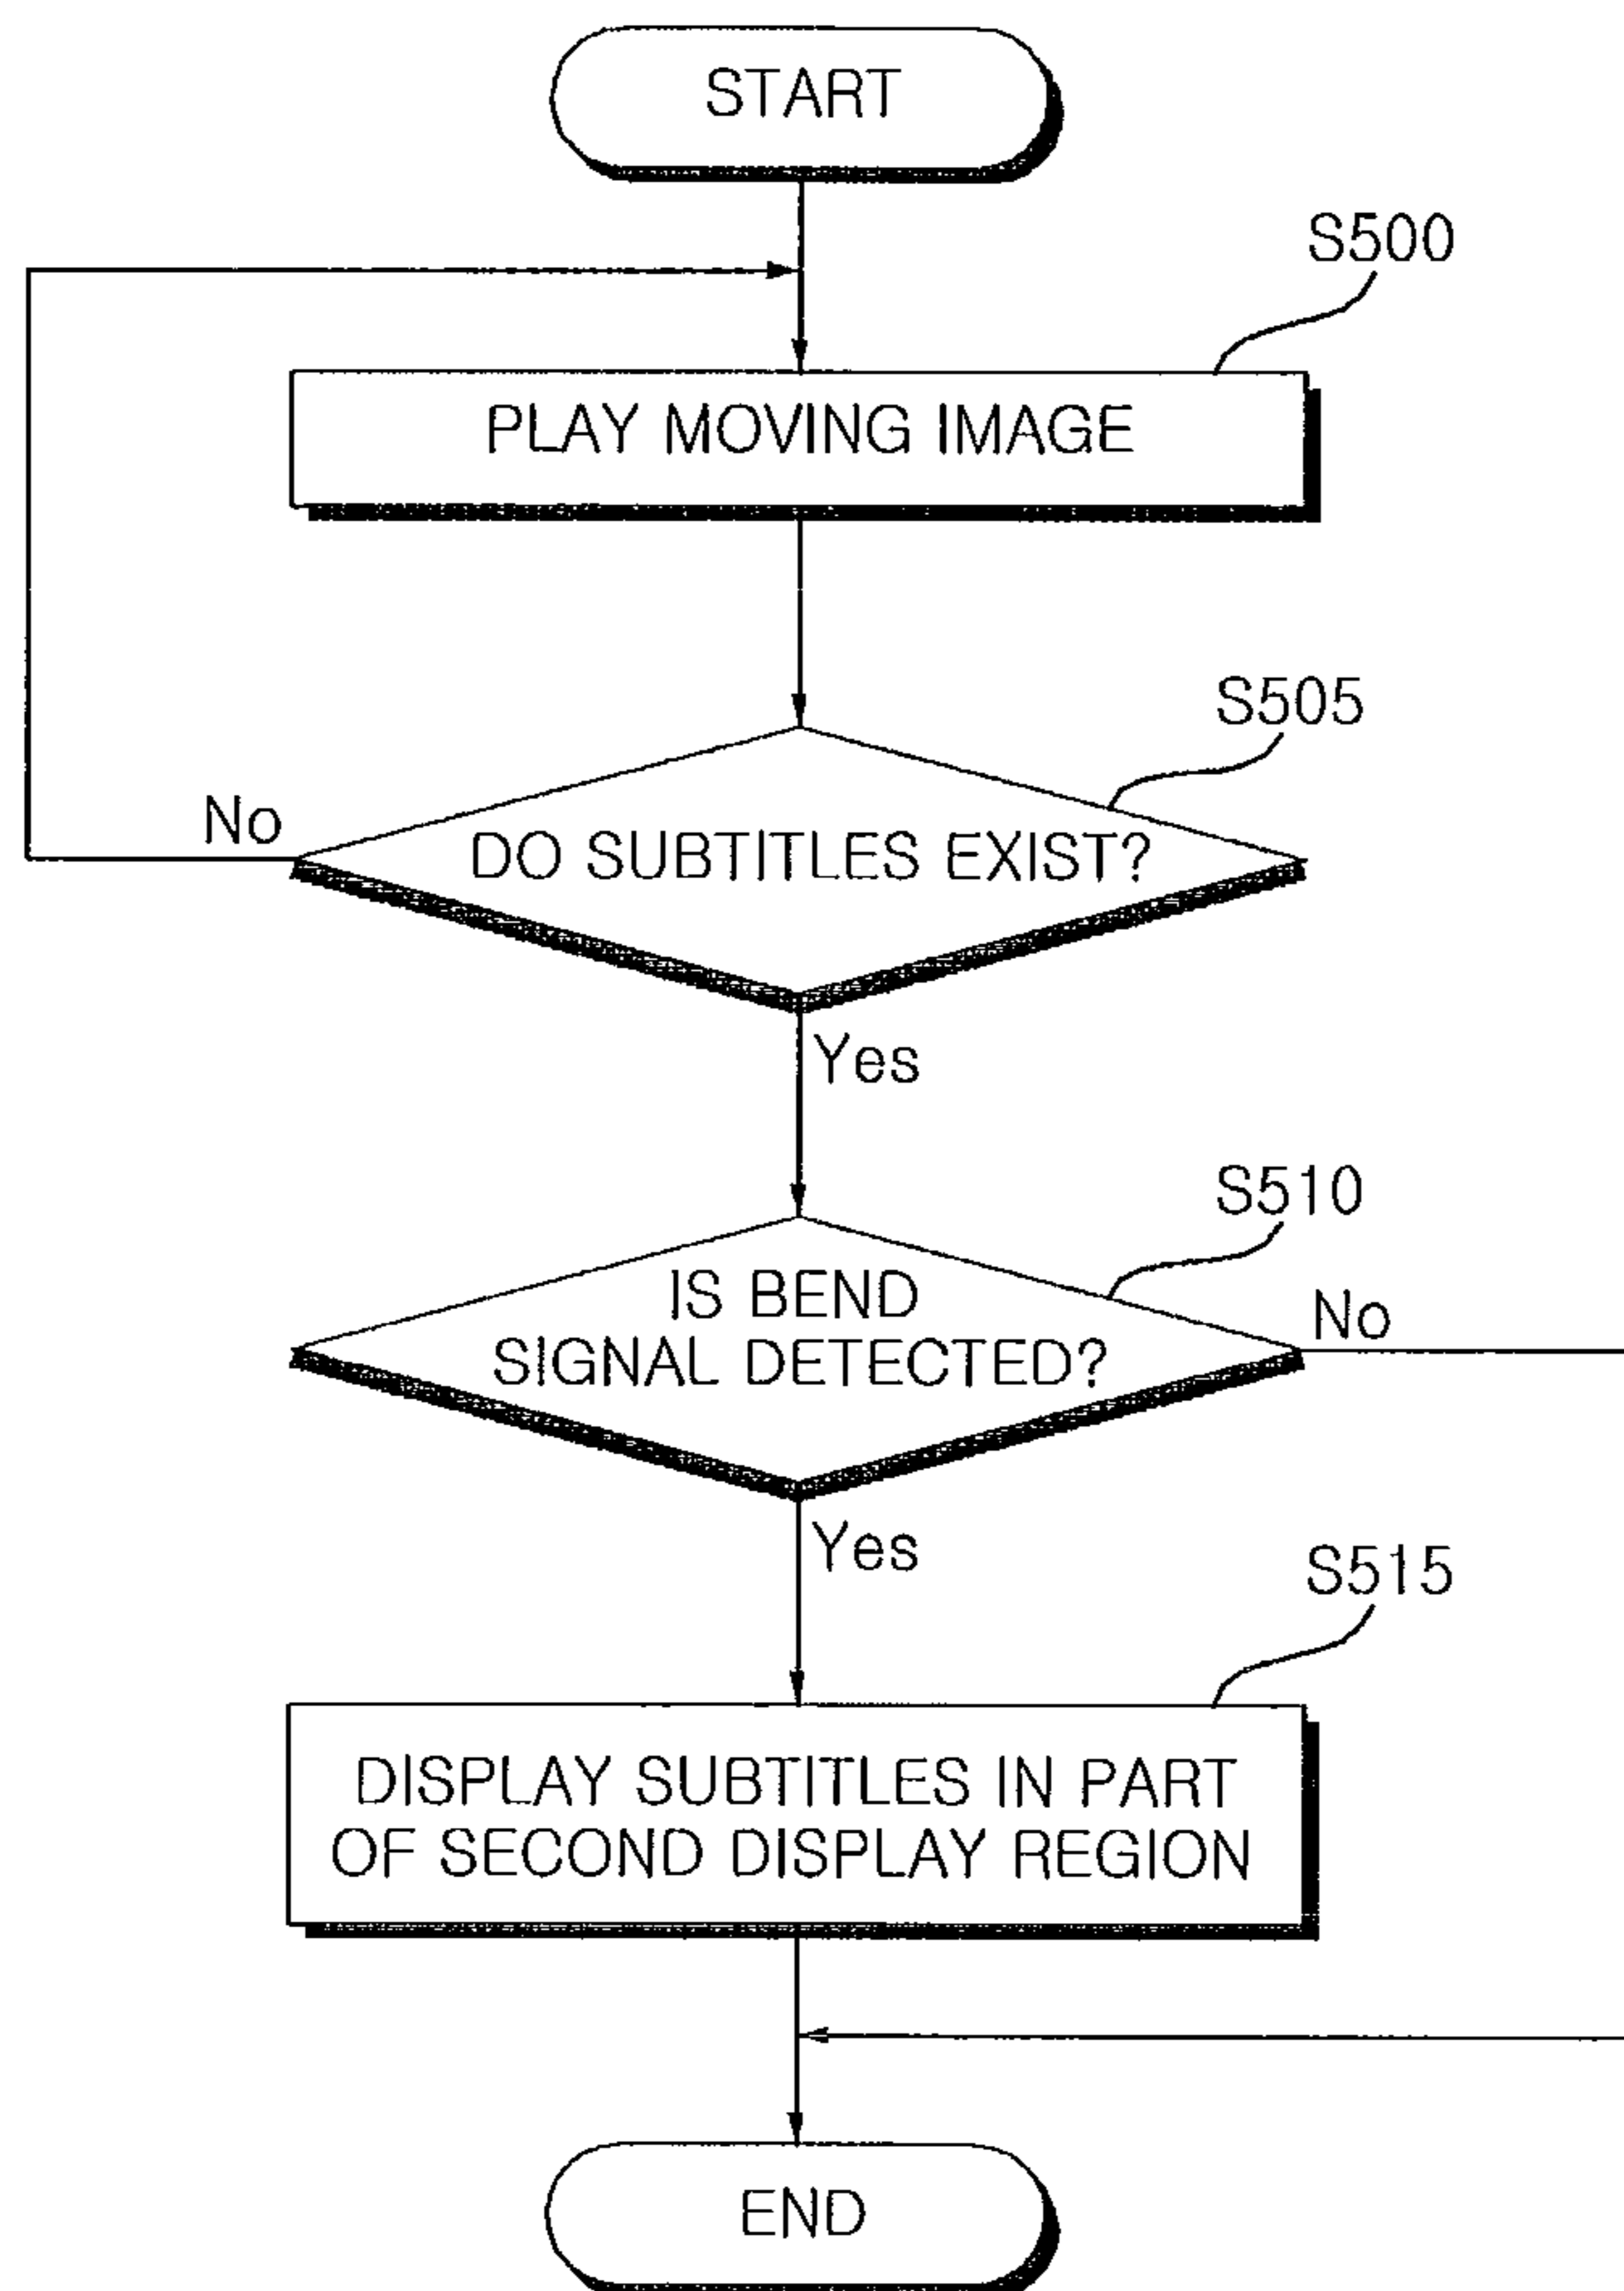 START
S500
PLAY MOVING IMAGE
S505
No
DO SUBTITLES EXIST?
Yes
S510
IS BEND
No
SIGNAL DETECTED?
Yes
S515
DISPLAY SUBTITLES IN PART
OF SECOND DISPLAY REGION
END